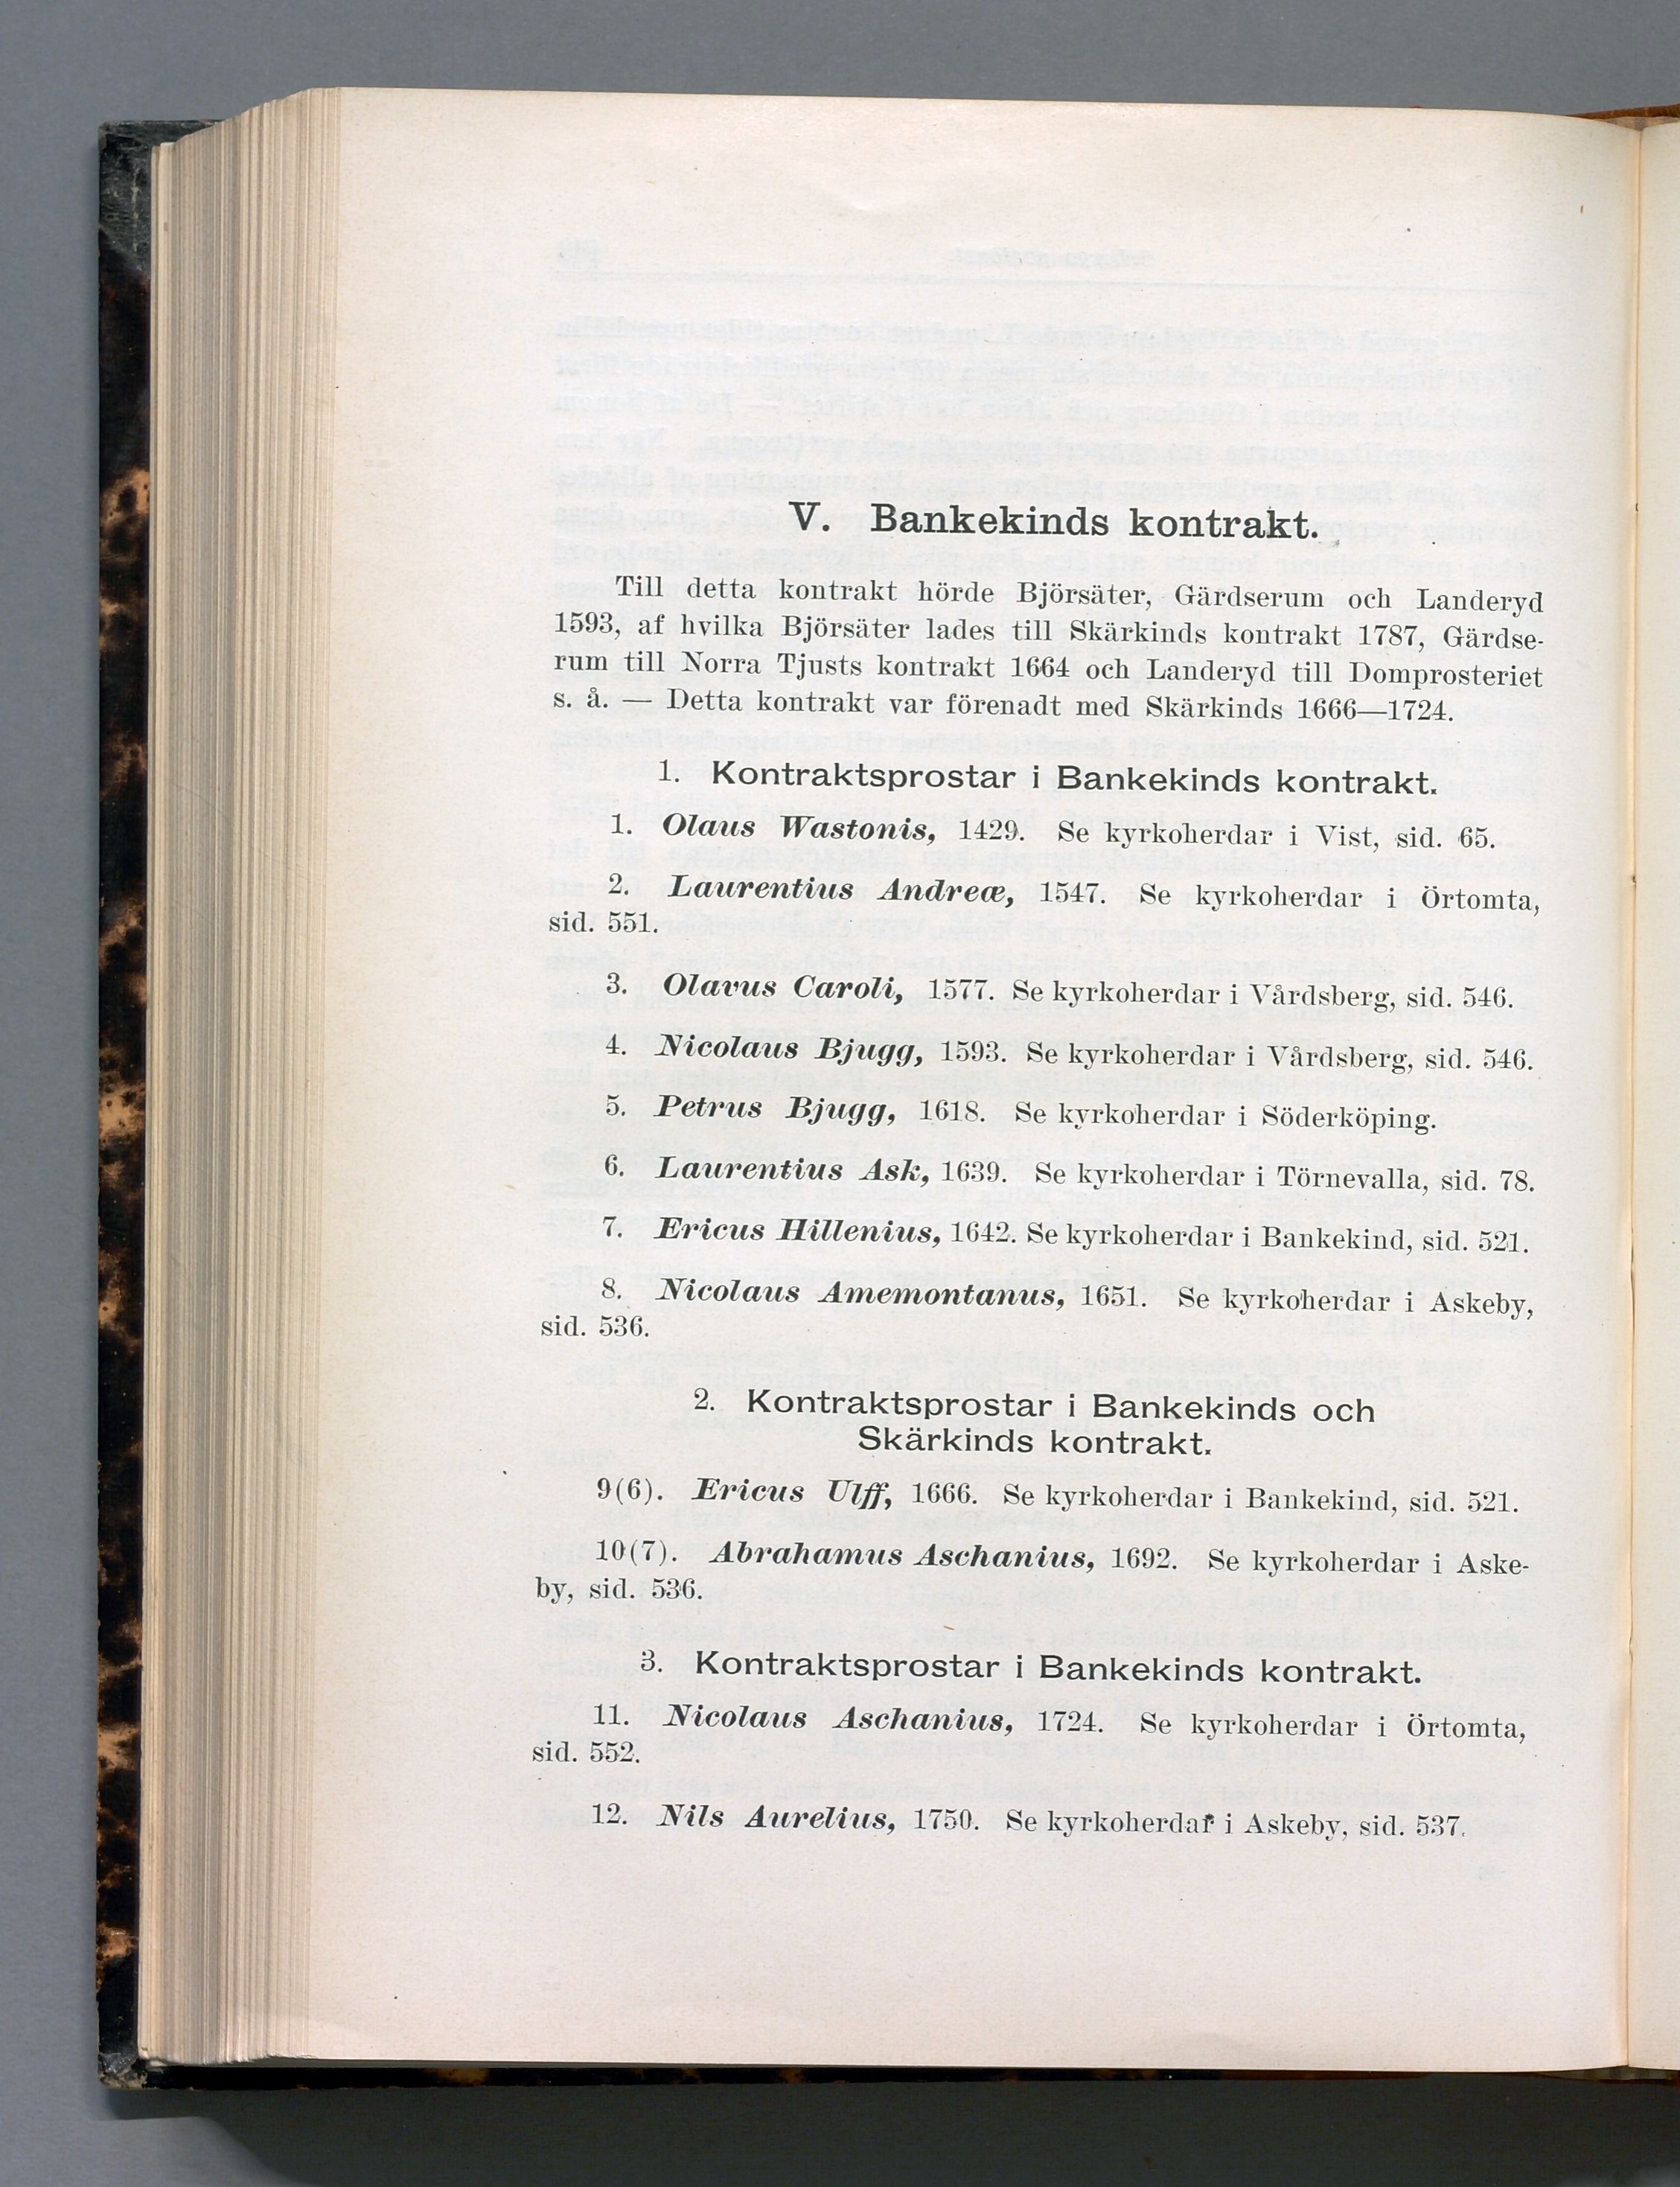 V. Bankekinds kontrakt.
Till detta kontrakt hörde Björsäter, Gärdserum och Landeryd
1593, af hvilka Björsäter lades till Skärkinds kontrakt 1787, Gärdse-
rum till Norra Tjusts kontrakt 1664 och Landeryd till Domprosteriet
s. å. — Detta kontrakt var förenadt med Skärkinds 1666—1724.
1. Kontraktsprostar i Bankekinds kontrakt.
1. Olaus Wastonis, 1429. Se kyrkoherdar i Vist, sid. 65.
2. Laurentius Andreæ, 1547. Se kyrkoherdar i Örtomta,
sid. 551.
3. Olavus Caroli, 1577. Se kyrkoherdar i Vårdsberg, sid. 546.
4. Nicolaus Bjugg, 1593. Se kyrkoherdar i Vårdsberg, sid. 546.
5. Petrus Bjugg, 1618. Se kyrkoherdar i Söderköping.
6. Laurentius Ask, 1639. Se kyrkoherdar i Törnevalla, sid. 78.
7. Ericus Hillenius, 1642. Se kyrkoherdar i Bankekind, sid. 521.
8. Nicolaus Amemontanus, 1651. Se kyrkoherdar i Askeby,
sid. 536.
2. Kontraktsprostar i Bankekinds och
Skärkinds kontrakt.
9(6). Ericus Ulff, 1666. Se kyrkoherdar i Bankekind, sid. 521.
10(7). Abrahamus Aschanius, 1692. Se kyrkoherdar i Aske-
by, sid. 536.
3. Kontraktsprostar i Bankekinds kontrakt.
11. Nicolaus Aschanius, 1724. Se kyrkoherdar i Örtomta,
sid. 552.
12. Nils Aurelius, 1750. Se kyrkoherdar i Askeby, sid. 537.